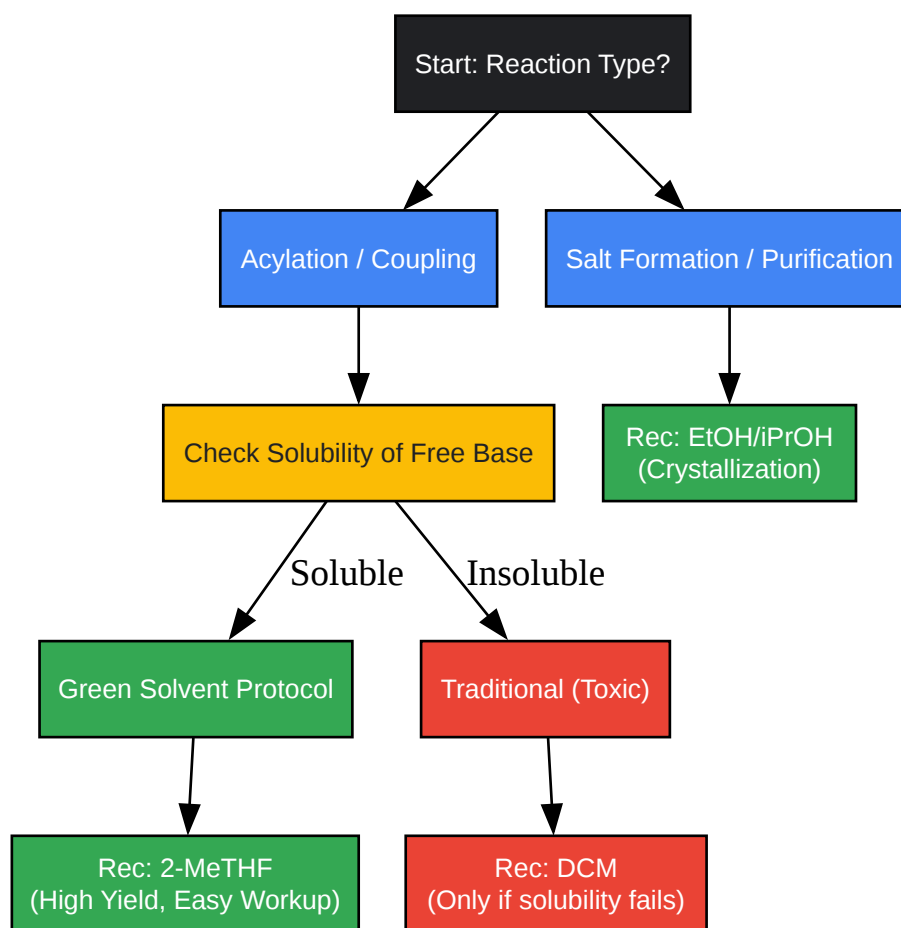 Start: Reaction Type?
Acylation / Coupling
Salt Formation / Purification
Check Solubility of Free Base
Rec: EtOH/iPrOH
(Crystallization)
Soluble
Insoluble
Green Solvent Protocol
Traditional (Toxic)
Rec: 2-MeTHF
(High Yield, Easy Workup)
Rec: DCM
(Only if solubility fails)